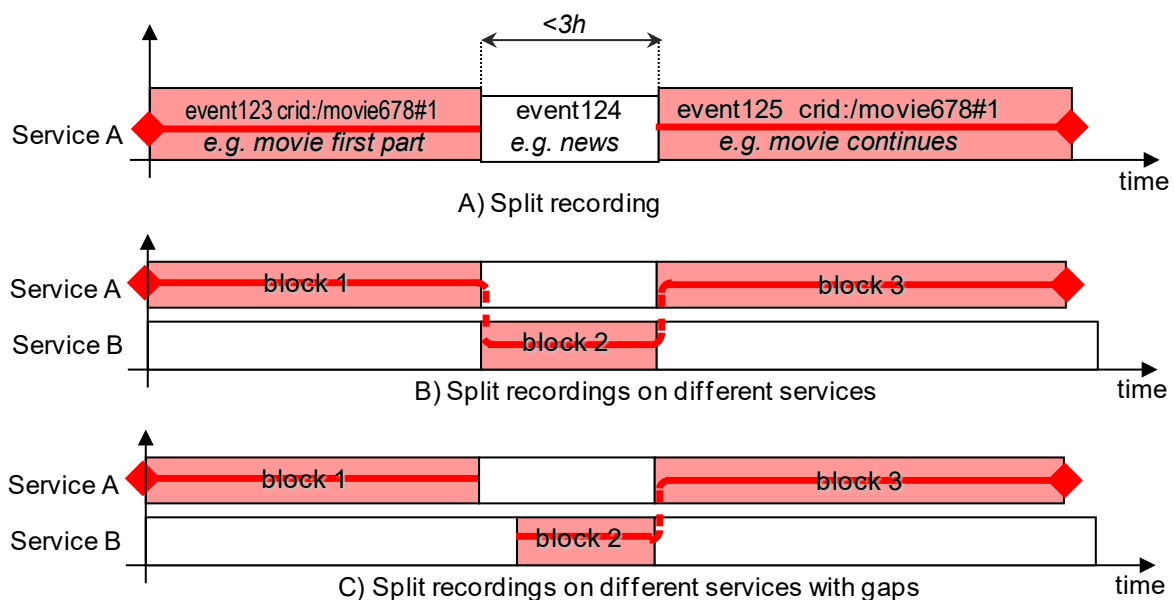 <3h
event123 crid:/movie678#1
e.g. movie first part
event124
e.g. news
event125 crid:/movie678#1
e.g. movie continues
Service A
time
A) Split recording
Service A
block 1
block 3
Service B
block 2
time
B) Split recordings on different services
Service A
block 1
block 3
Service B
block 2
time
C) Split recordings on different services with gaps